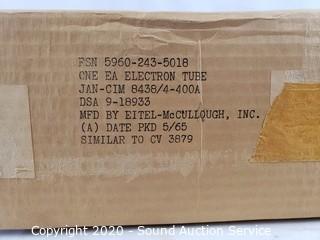 FSN 5960-243-5018
ONE EA ELECTRON TUBE
JAN-CIM 8438/4-400A
DSA 9-18933
MFD BY EITEL-McCULLOUGH, INC.
(A) DATE PKD 5/65
SIMILAR TO CV 3879
Copyright 2020 - Sound Auction Service